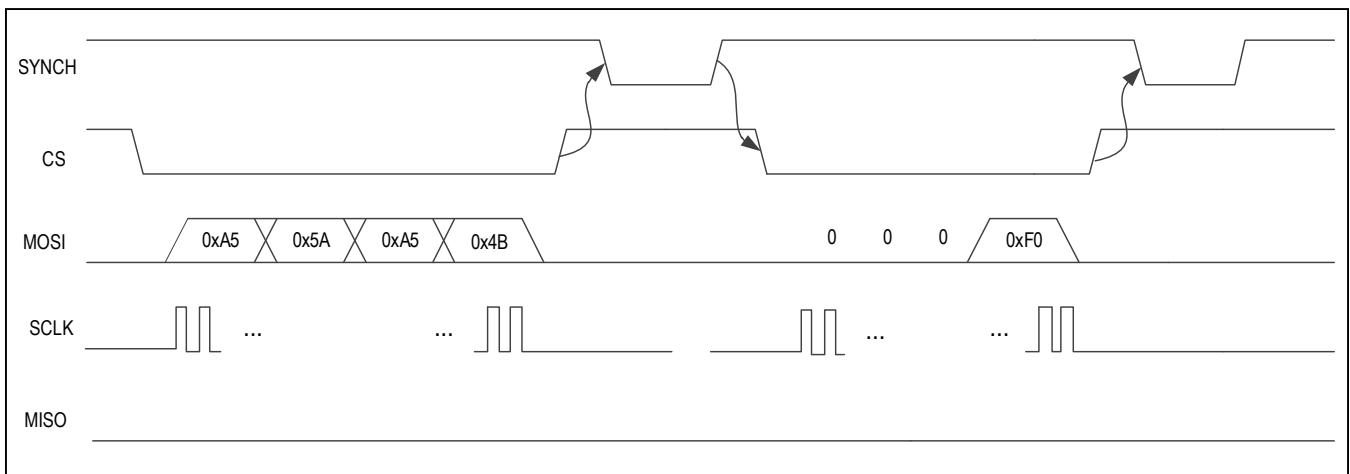 SYNCH
CS
MOSI 0xA5 0x5A 0xA5 0x4B 0 0 0 0xF0
SCLK ... ... ... ...
MISO